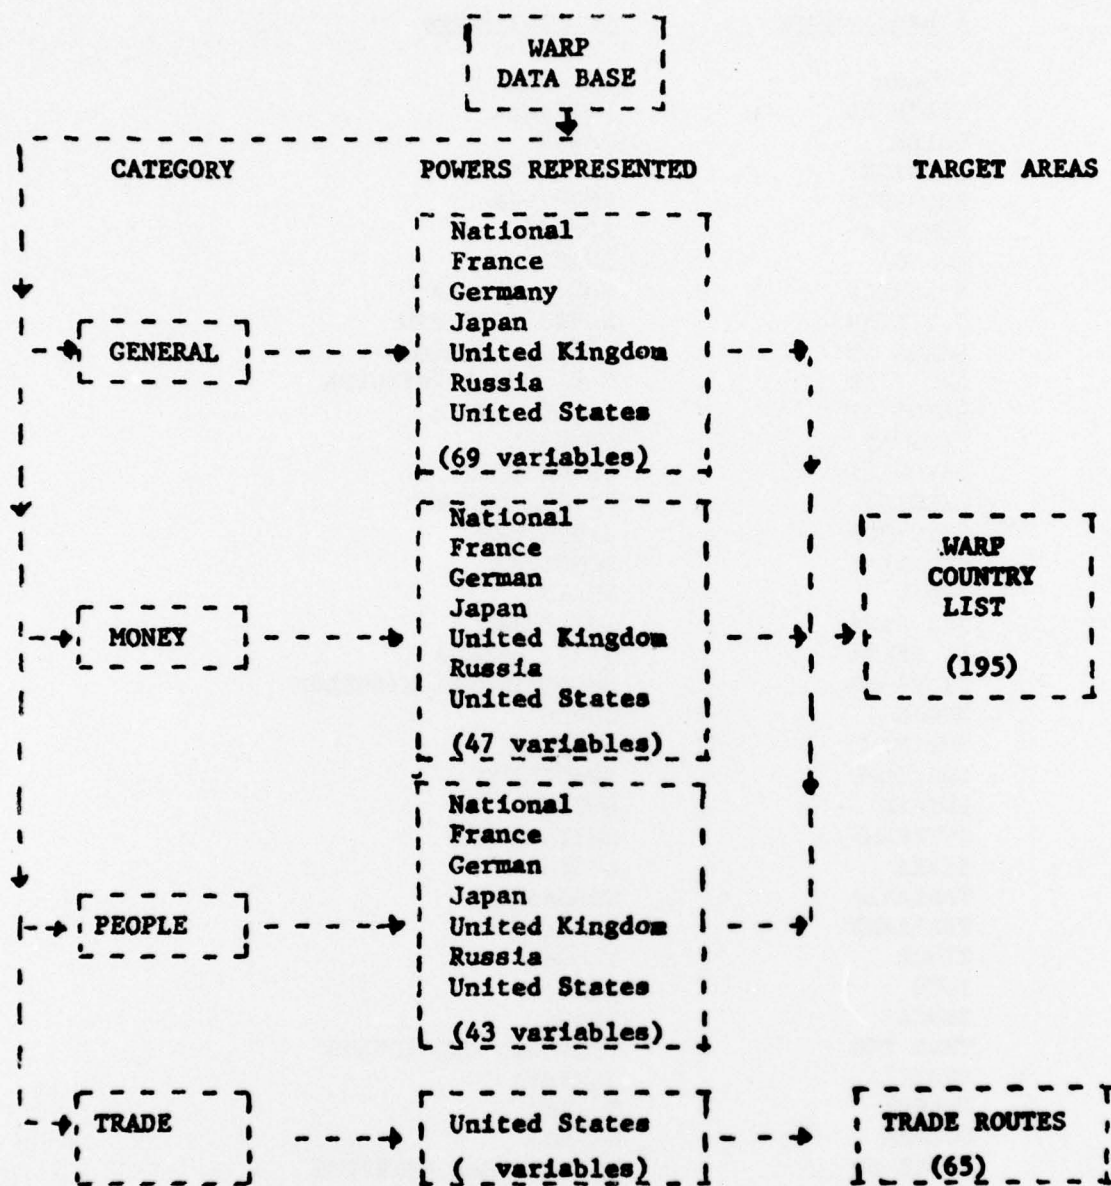 WARP
DATA BASE
CATEGORY POWERS REPRESENTED TARGET AREAS
National
France
Germany
Japan
GENERAL United Kingdom
Russia
United States
(69 variables)
National
France
German
Japan
MONEY United Kingdom
Russia
United States
(47 variables)
WARP
COUNTRY
LIST
(195)
National
France
German
Japan
PEOPLE United Kingdom
Russia
United States
(43 variables)
TRADE United States TRADE ROUTES
( variables) (65)